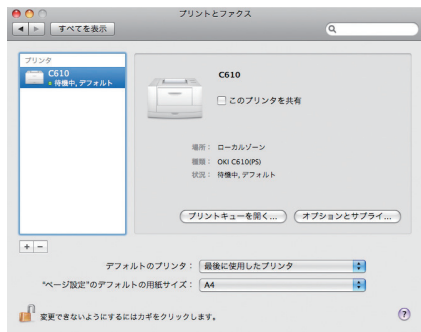 プリントとファクス
すべてを表示
プリンタ
C610
待機中, デフォルト
C610
このプリンタを共有
場所： ローカルゾーン
種類： OKI C610(PS)
状況： 待機中, デフォルト
プリントキューを開く... オプションとサプライ...
+ −
デフォルトのプリンタ： 最後に使用したプリンタ
"ページ設定"のデフォルトの用紙サイズ： A4
変更できないようにするにはカギをクリックします。 ?